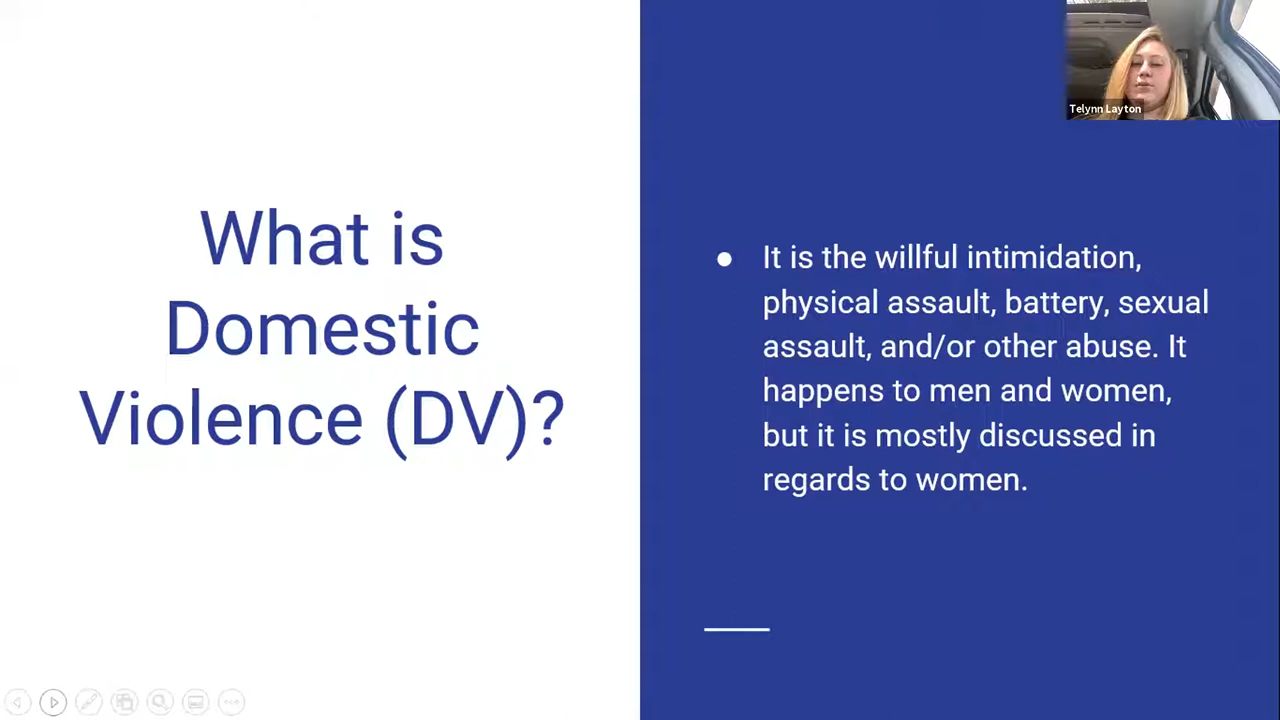 Telynn Layton
What is
Domestic
Violence (DV)?
● It is the willful intimidation,
physical assault, battery, sexual
assault, and/or other abuse. It
happens to men and women,
but it is mostly discussed in
regards to women.